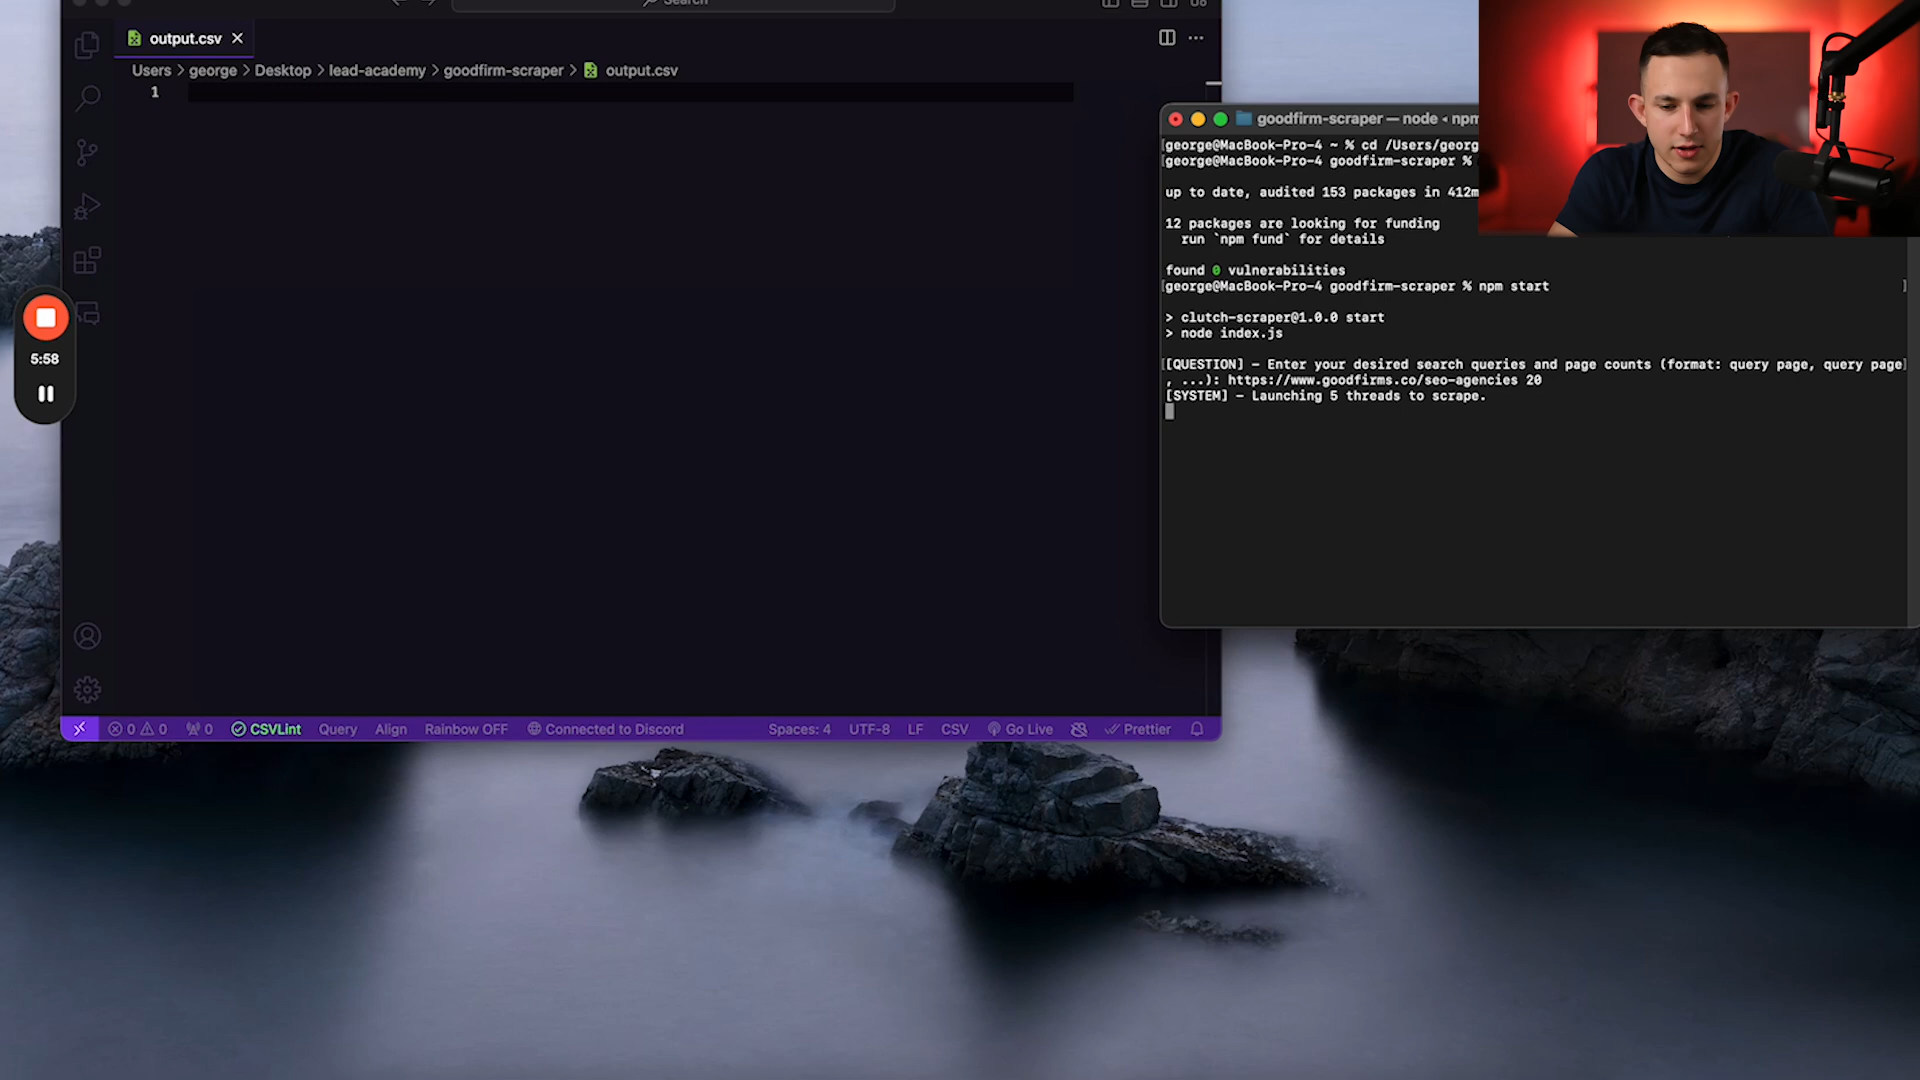 Search
output.csv
Users > george > Desktop > lead-academy > goodfirm-scraper > output.csv
1
5:58
0 0 0 CSVLint Query Align Rainbow OFF Connected to Discord Spaces: 4 UTF-8 LF CSV Go Live Prettier
goodfirm-scraper — node ◂ npm
[george@MacBook-Pro-4 ~ % cd /Users/georg
[george@MacBook-Pro-4 goodfirm-scraper %
up to date, audited 153 packages in 412m
12 packages are looking for funding
run `npm fund` for details
found 0 vulnerabilities
[george@MacBook-Pro-4 goodfirm-scraper % npm start ]
> clutch-scraper@1.0.0 start
> node index.js
[[QUESTION] – Enter your desired search queries and page counts (format: query page, query page]
, ...): https://www.goodfirms.co/seo-agencies 20
[SYSTEM] – Launching 5 threads to scrape.